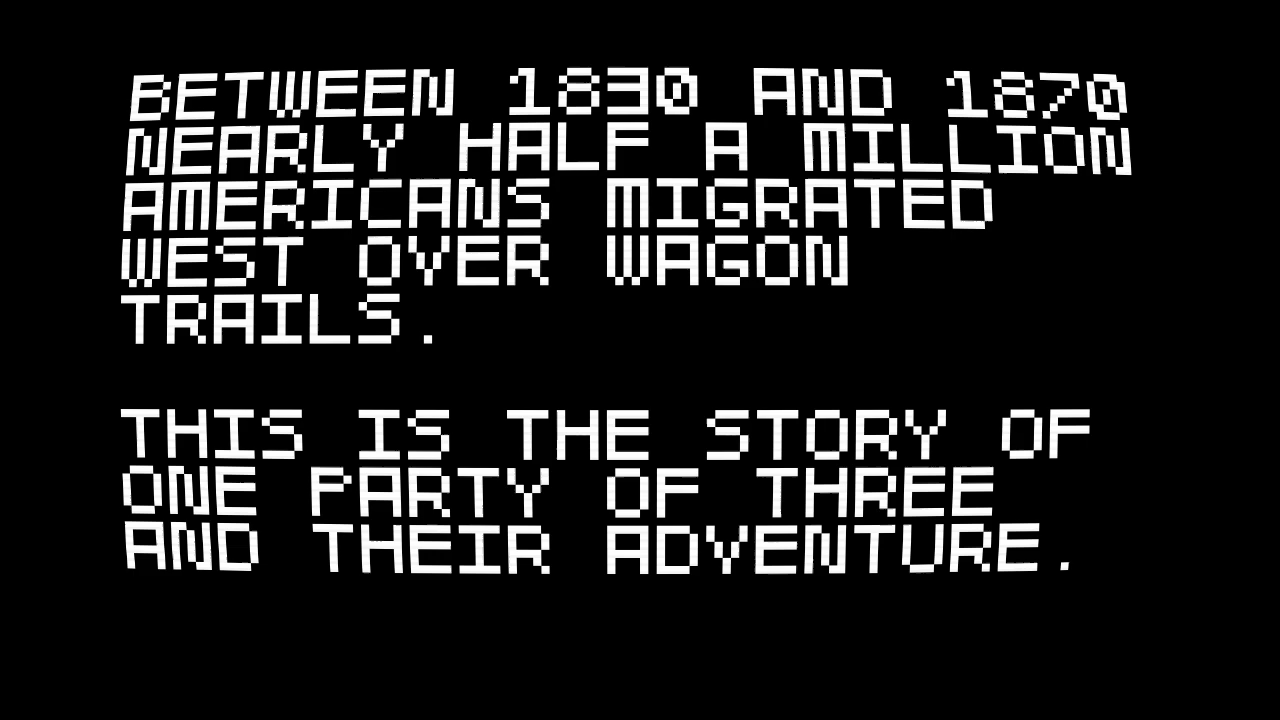 BETWEEN 1830 AND 1870
NEARLY HALF A MILLION
AMERICANS MIGRATED
WEST OVER WAGON
TRAILS.
THIS IS THE STORY OF
ONE PARTY OF THREE
AND THEIR ADVENTURE.